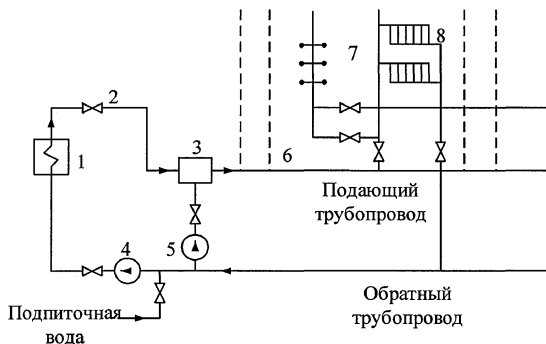 8
7
2
3
1
6
Подающий
трубопровод
4
5
Обратный
трубопровод
Подпиточная
вода